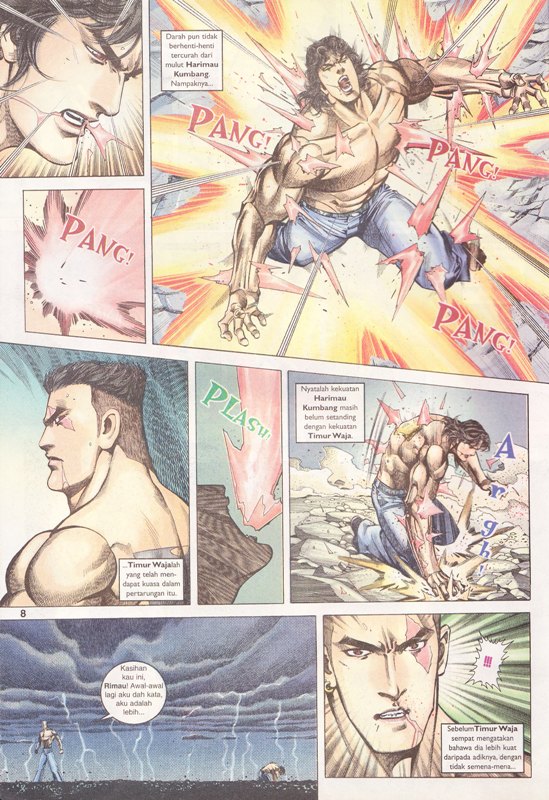 Darah pun tidak
berhenti-henti
tercurah dari
mulut Harimau
Kumbang.
Nampaknya...
PANG!
PANG!
PANG!
PANG!
...Timur Wajalah
yang telah men-
dapat kuasa dalam
pertarungan itu.
PLASH!
Nyatalah kekuatan
Harimau
Kumbang masih
belum setanding
dengan kekuatan
Timur Waja.
Argh!
8
Kasihan
kau ini,
Rimau! Awal-awal
lagi aku dah kata,
aku adalah
lebih...
!!!
Sebelum Timur Waja
sempat mengatakan
bahawa dia lebih kuat
daripada adiknya, dengan
tidak semena-mena...